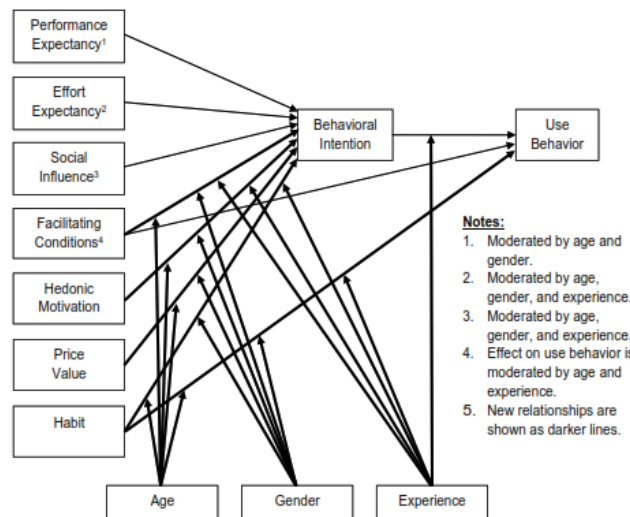 Performance
Expectancy¹
Effort
Expectancy²
Social
Influence³
Facilitating
Conditions⁴
Hedonic
Motivation
Price
Value
Habit
Behavioral
Intention
Use
Behavior
Notes:
1. Moderated by age and
gender.
2. Moderated by age,
gender, and experience.
3. Moderated by age,
gender, and experience.
4. Effect on use behavior is
moderated by age and
experience.
5. New relationships are
shown as darker lines.
Age
Gender
Experience